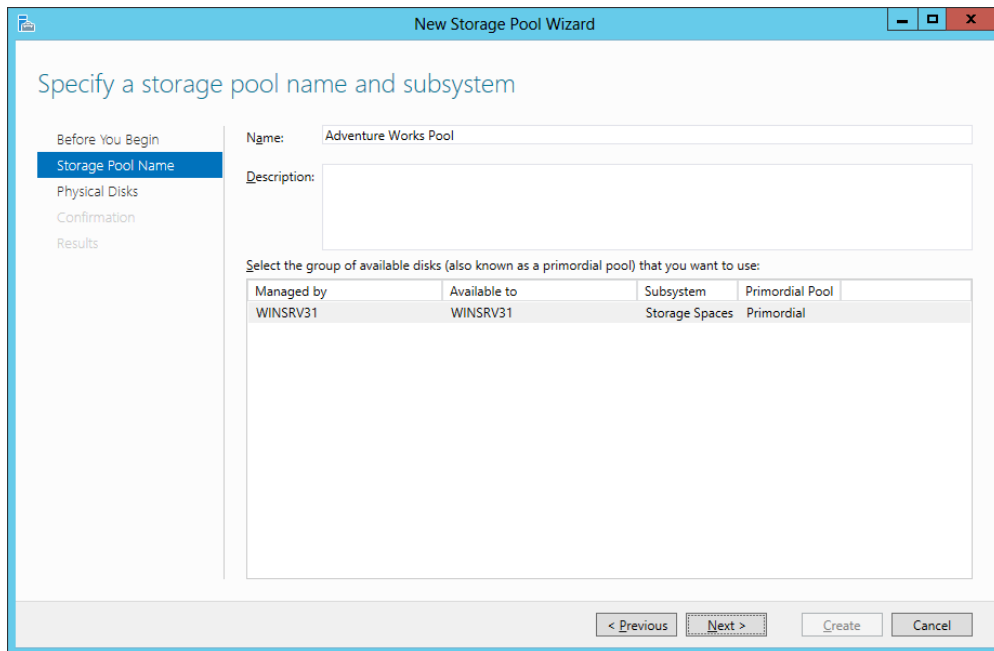 New Storage Pool Wizard
Specify a storage pool name and subsystem
Before You Begin
Storage Pool Name
Physical Disks
Confirmation
Results
Name: Adventure Works Pool
Description:
Select the group of available disks (also known as a primordial pool) that you want to use:
Managed by Available to Subsystem Primordial Pool
WINSRV31 WINSRV31 Storage Spaces Primordial
< Previous Next > Create Cancel